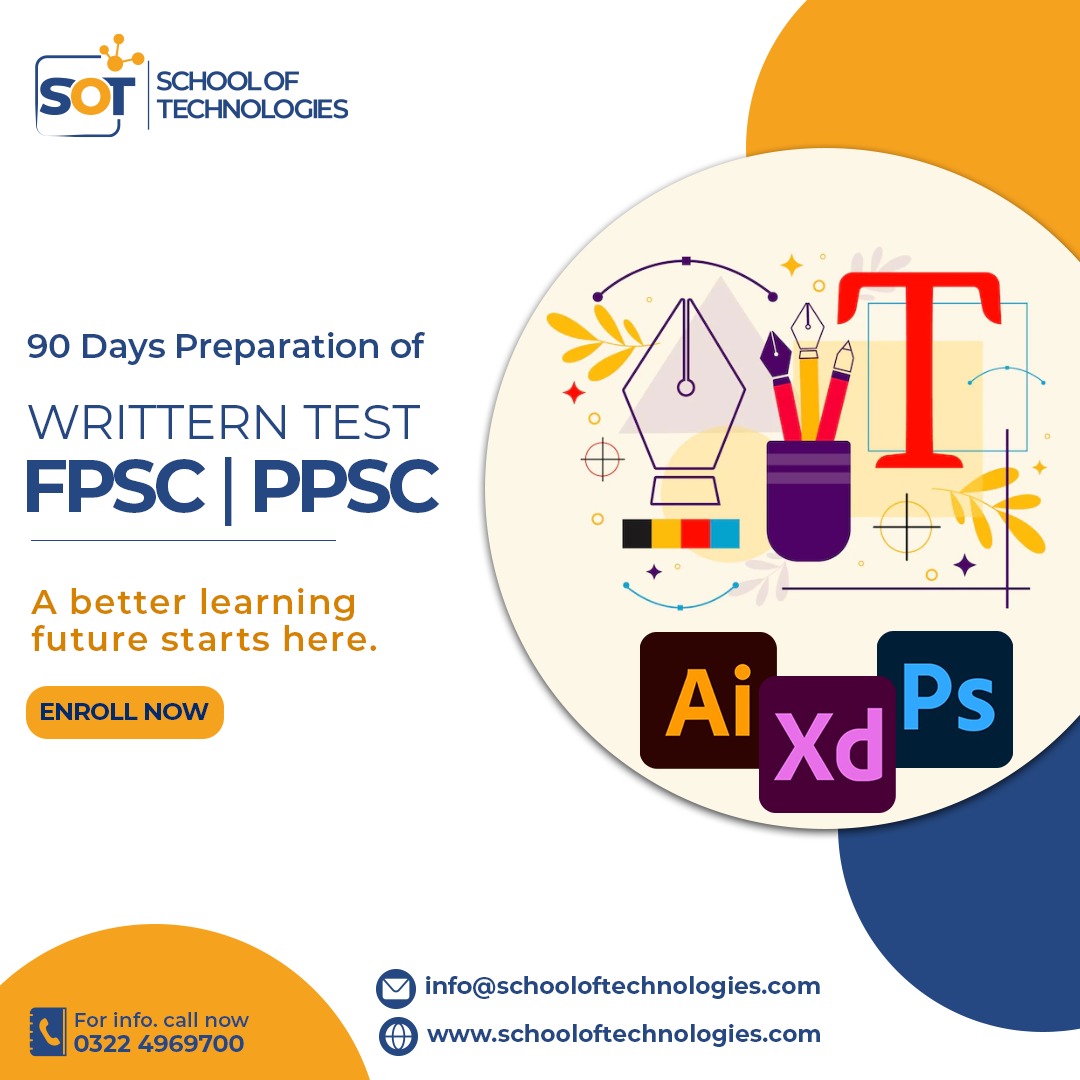 SOT
SCHOOL OF
TECHNOLOGIES
90 Days Preparation of
WRITTERN TEST
FPSC | PPSC
A better learning
future starts here.
ENROLL NOW
T
Ai
Xd
Ps
For info. call now
0322 4969700
info@schooloftechnologies.com
www.schooloftechnologies.com